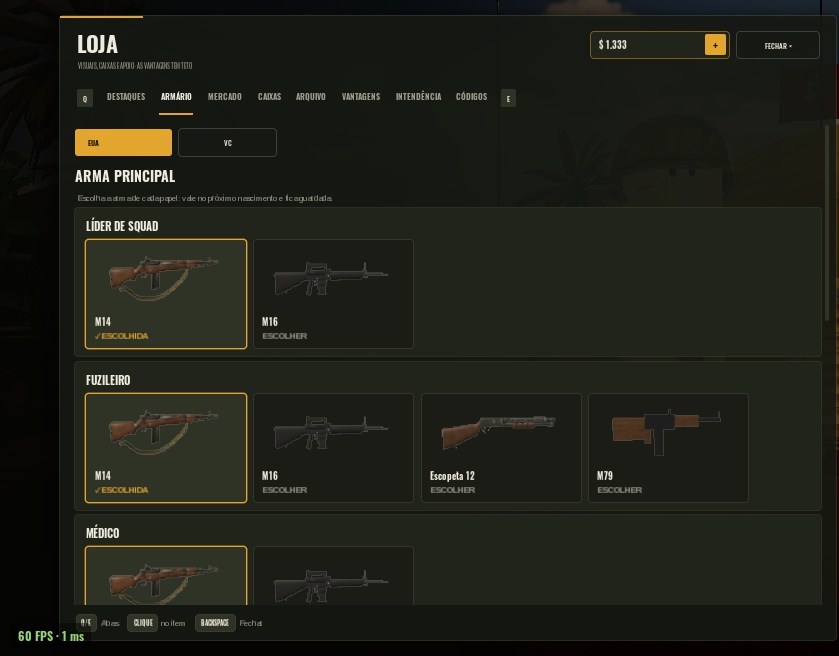 LOJA
$ 1.333
+
FECHAR
VISUAIS, CAIXAS E APOIO · AS VANTAGENS TÊM TETO
Q
DESTAQUES
ARMÁRIO
MERCADO
CAIXAS
ARQUIVO
VANTAGENS
INTENDÊNCIA
CÓDIGOS
E
EUA
VC
ARMA PRINCIPAL
Escolha a arma de cada papel: vale no próximo nascimento e fica guardada.
LÍDER DE SQUAD
M14
✓ESCOLHIDA
M16
ESCOLHER
FUZILEIRO
M14
✓ESCOLHIDA
M16
ESCOLHER
Escopeta 12
ESCOLHER
M79
ESCOLHER
MÉDICO
Q/E Abas CLIQUE no item BACKSPACE Fechar
60 FPS · 1 ms